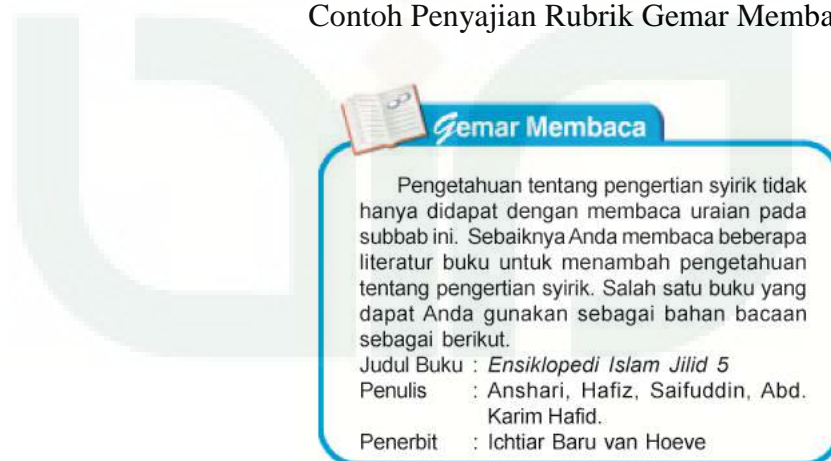 Contoh Penyajian Rubrik Gemar Memba
Gemar Membaca
Pengetahuan tentang pengertian syirik tidak
hanya didapat dengan membaca uraian pada
subbab ini. Sebaiknya Anda membaca beberapa
literatur buku untuk menambah pengetahuan
tentang pengertian syirik. Salah satu buku yang
dapat Anda gunakan sebagai bahan bacaan
sebagai berikut.
Judul Buku : Ensiklopedi Islam Jilid 5
Penulis : Anshari, Hafiz, Saifuddin, Abd.
Karim Hafid.
Penerbit : Ichtiar Baru van Hoeve